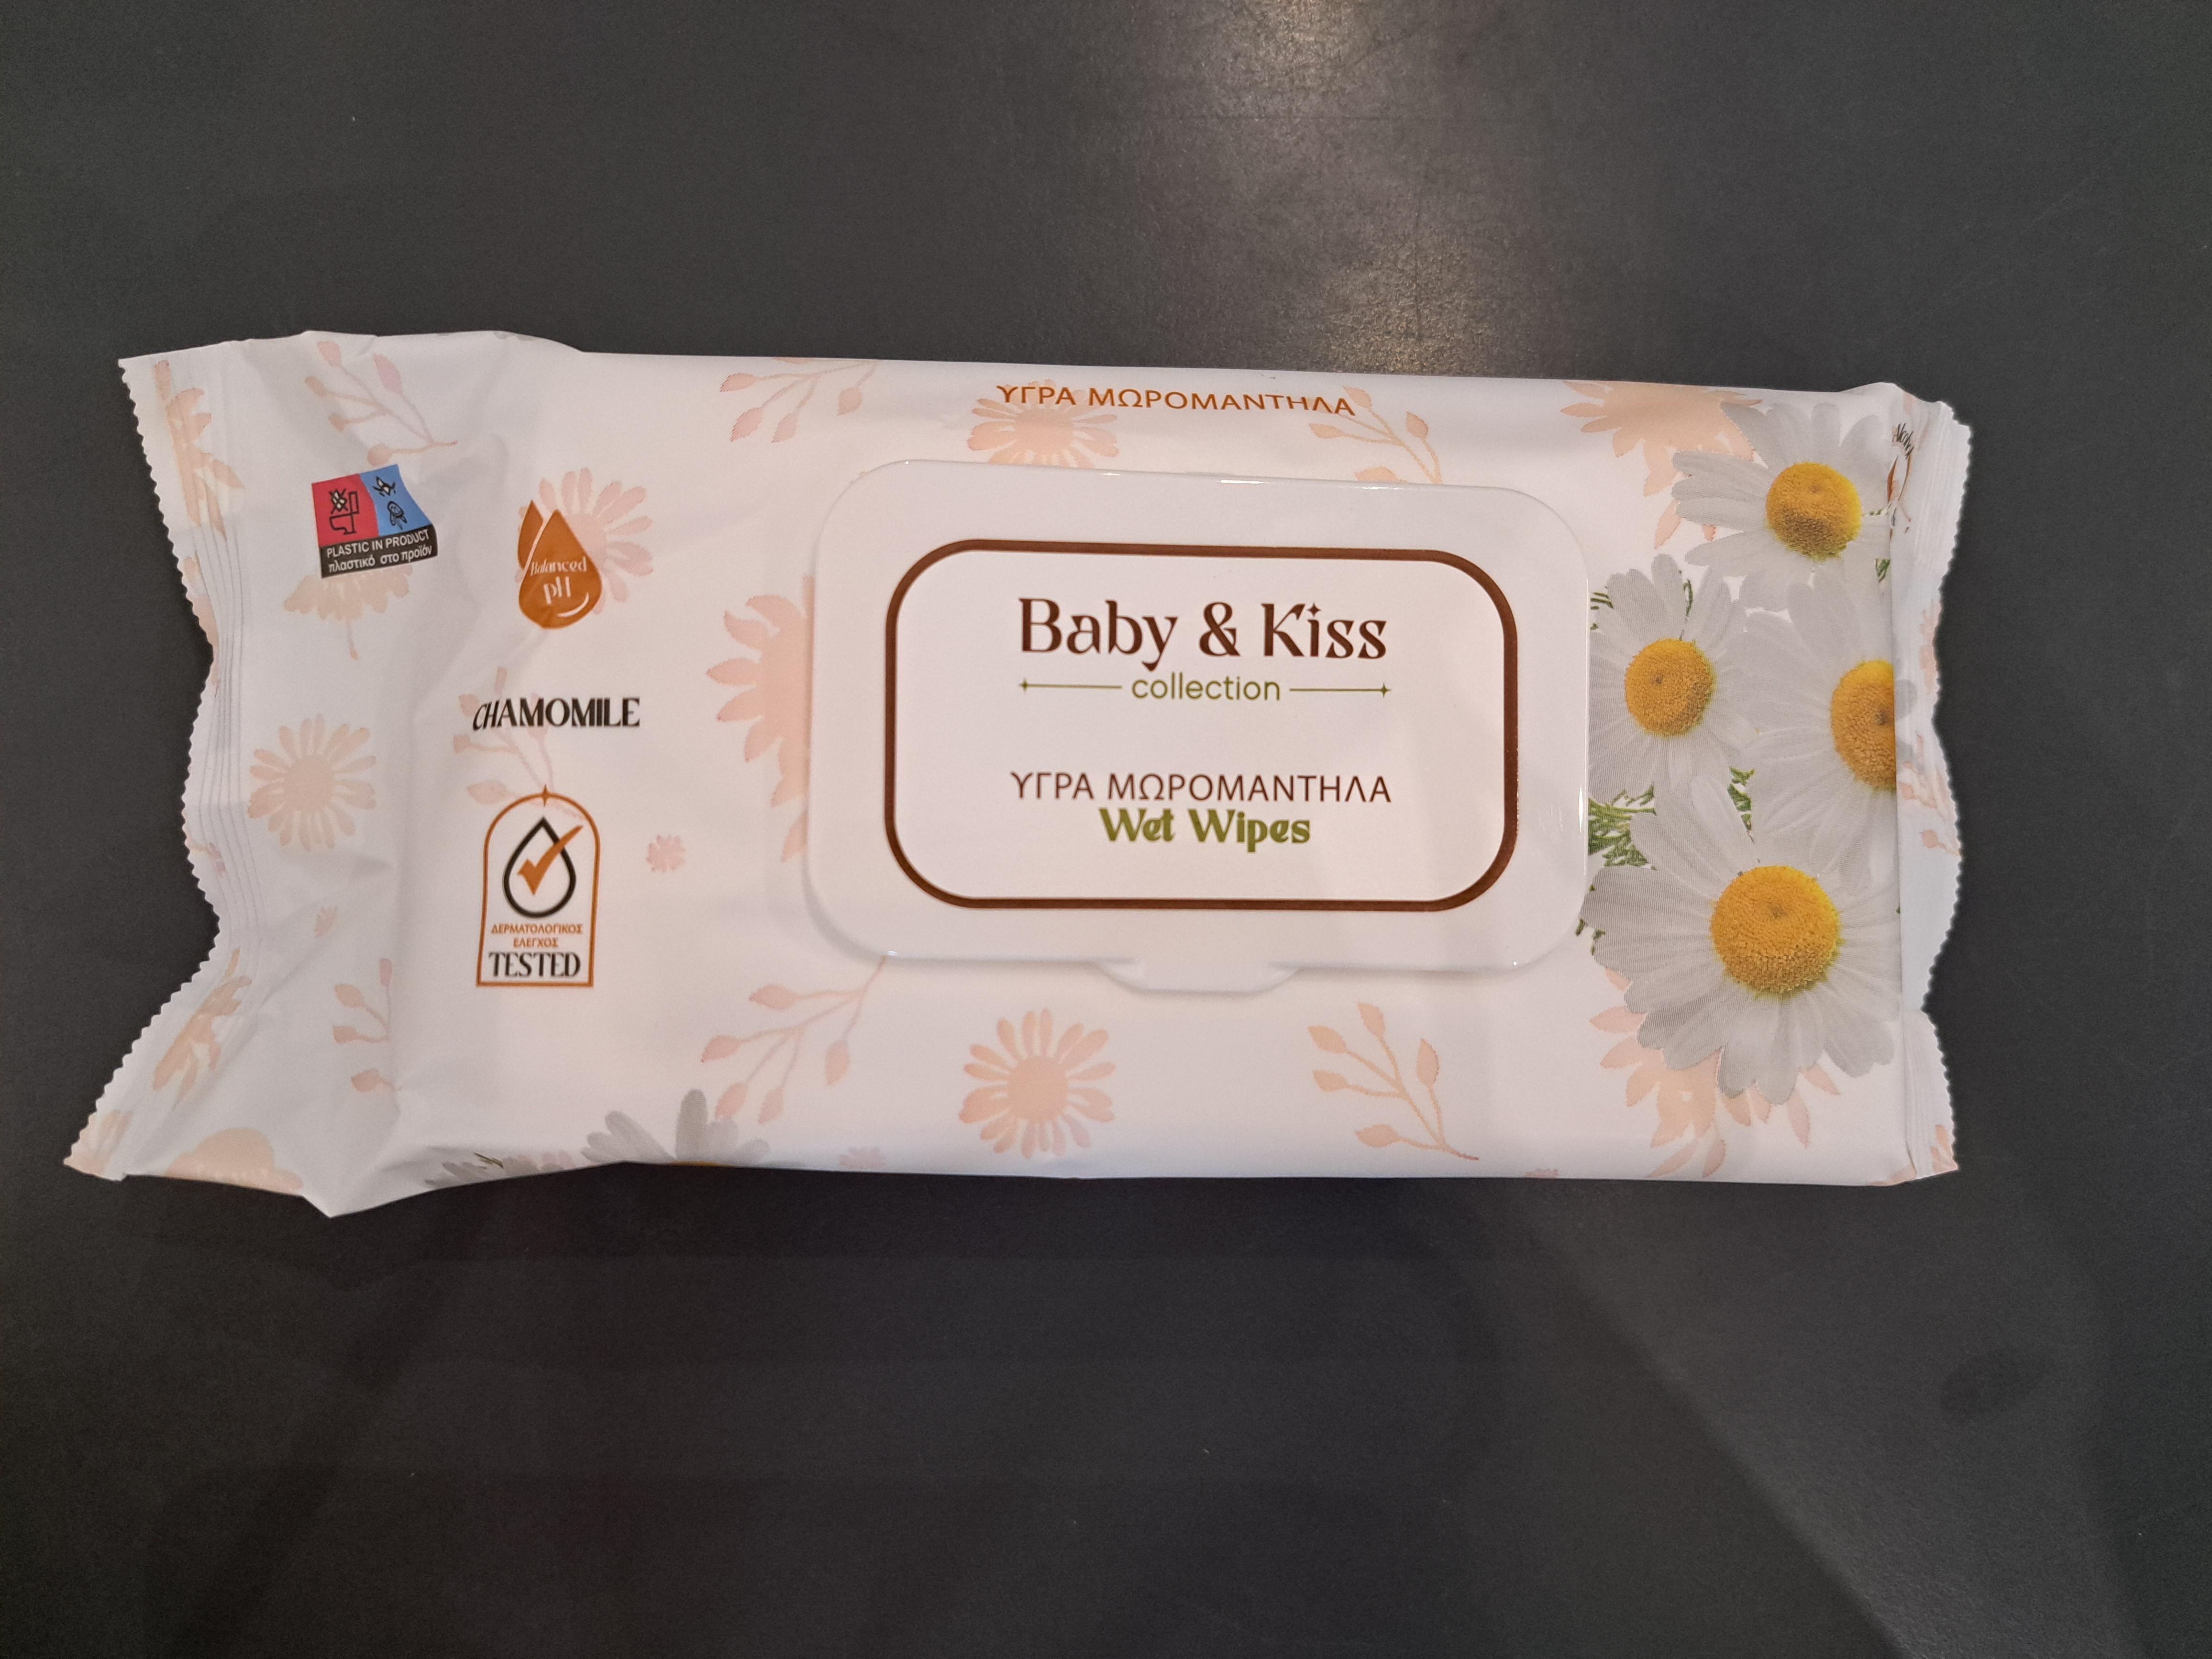 ΥΓΡΑ ΜΩΡΟΜΑΝΤΗΛΑ
PLASTIC IN PRODUCT
πλαστικό στο προϊόν
Balanced
pH
CHAMOMILE
ΔΕΡΜΑΤΟΛΟΓΙΚΟΣ
ΕΛΕΓΧΟΣ
TESTED
Baby & Kiss
collection
ΥΓΡΑ ΜΩΡΟΜΑΝΤΗΛΑ
Wet Wipes